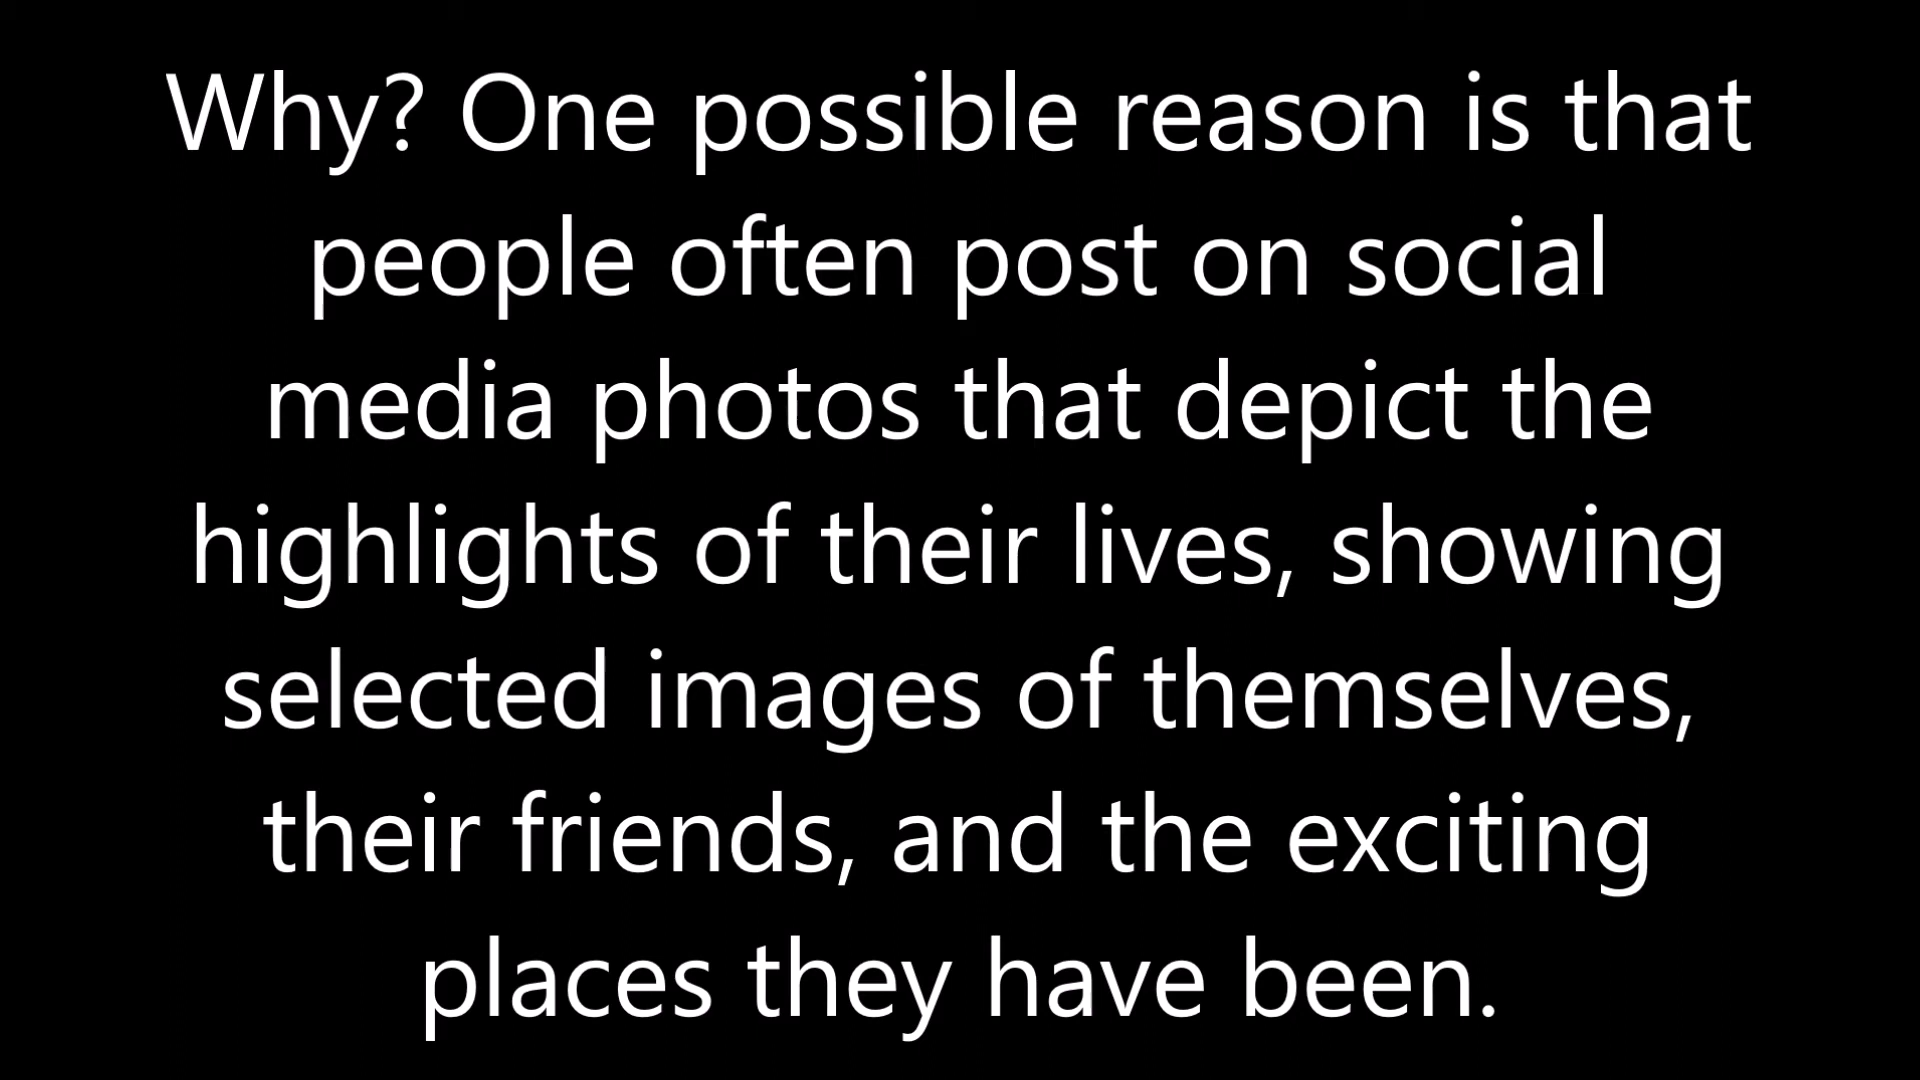 Why? One possible reason is that
people often post on social
media photos that depict the
highlights of their lives, showing
selected images of themselves,
their friends, and the exciting
places they have been.